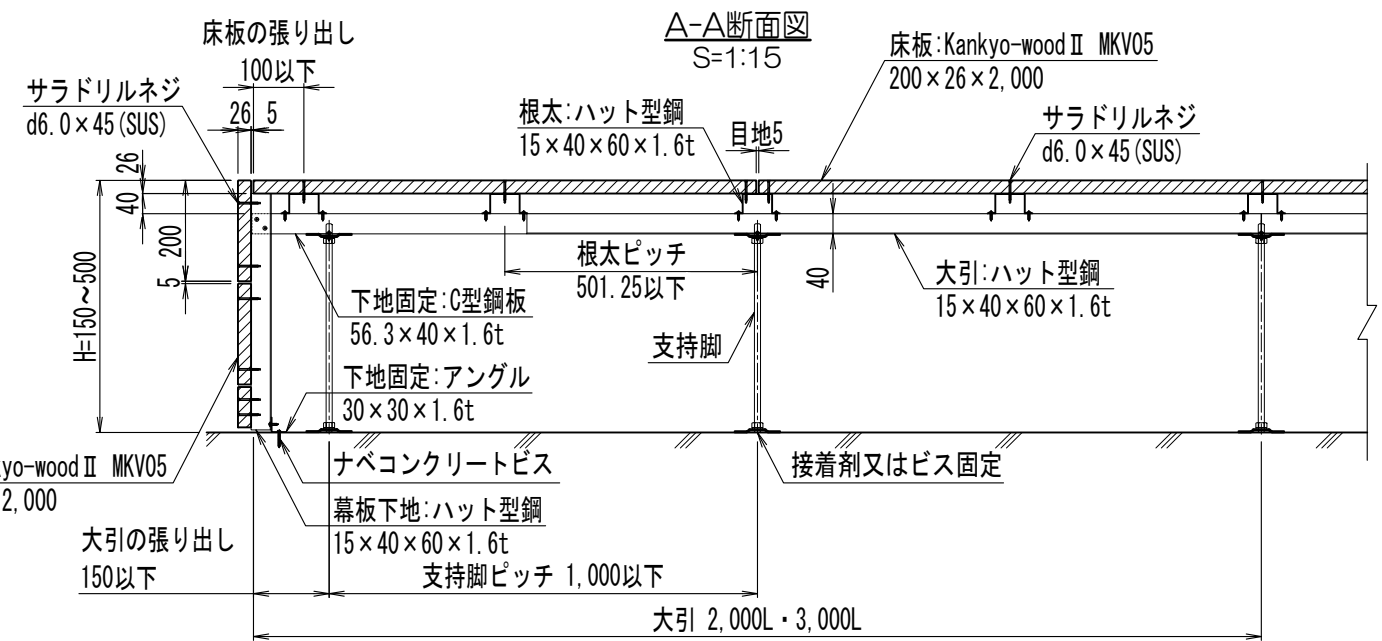 A-A断面図
S=1:15
床板の張り出し
100以下
サラドリルネジ
d6.0×45(SUS)
26 5
根太:ハット型鋼
15×40×60×1.6t
目地5
床板:Kankyo-woodⅡ MKV05
200×26×2,000
サラドリルネジ
d6.0×45(SUS)
26
40
200
5
H=150~500
根太ピッチ
501.25以下
40
大引:ハット型鋼
15×40×60×1.6t
下地固定:C型鋼板
56.3×40×1.6t
支持脚
下地固定:アングル
30×30×1.6t
yo-woodⅡ MKV05
2,000
ナベコンクリートビス
接着剤又はビス固定
幕板下地:ハット型鋼
15×40×60×1.6t
大引の張り出し
150以下
支持脚ピッチ 1,000以下
大引 2,000L・3,000L